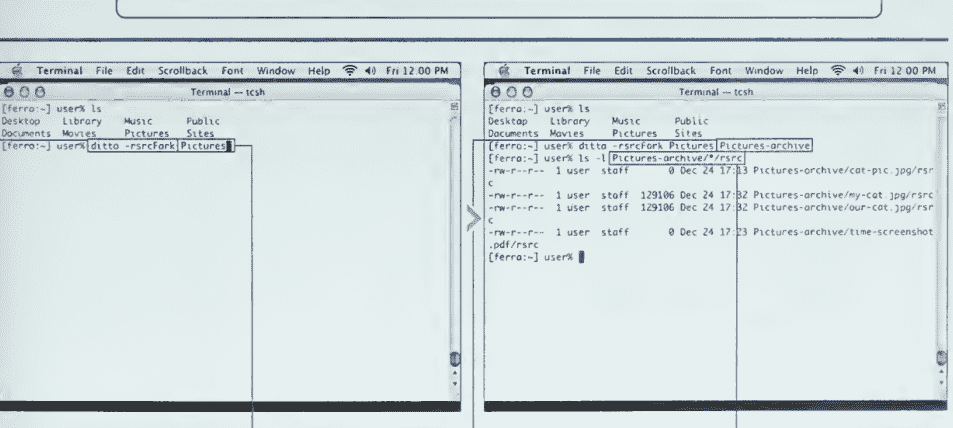 Terminal File Edit Scrollback Font Window Help Fri 12:00 PM
Terminal — tcsh
[ferro:~] user% ls
Desktop Library Music Public
Documents Movies Pictures Sites
[ferro:~] user% ditto -rsrcFork Pictures
Terminal File Edit Scrollback Font Window Help Fri 12:00 PM
Terminal — tcsh
[ferro:~] user% ls
Desktop Library Music Public
Documents Movies Pictures Sites
[ferro:~] user% ditto -rsrcFork Pictures Pictures-archive
[ferro:~] user% ls -l Pictures-archive/*/rsrc
-rw-r--r-- 1 user staff 0 Dec 24 17:13 Pictures-archive/cat-pic.jpg/rsr
c
-rw-r--r-- 1 user staff 129106 Dec 24 17:32 Pictures-archive/my-cat.jpg/rsrc
-rw-r--r-- 1 user staff 129106 Dec 24 17:32 Pictures-archive/our-cat.jpg/rsr
c
-rw-r--r-- 1 user staff 0 Dec 24 17:23 Pictures-archive/time-screenshot
.pdf/rsrc
[ferro:~] user%